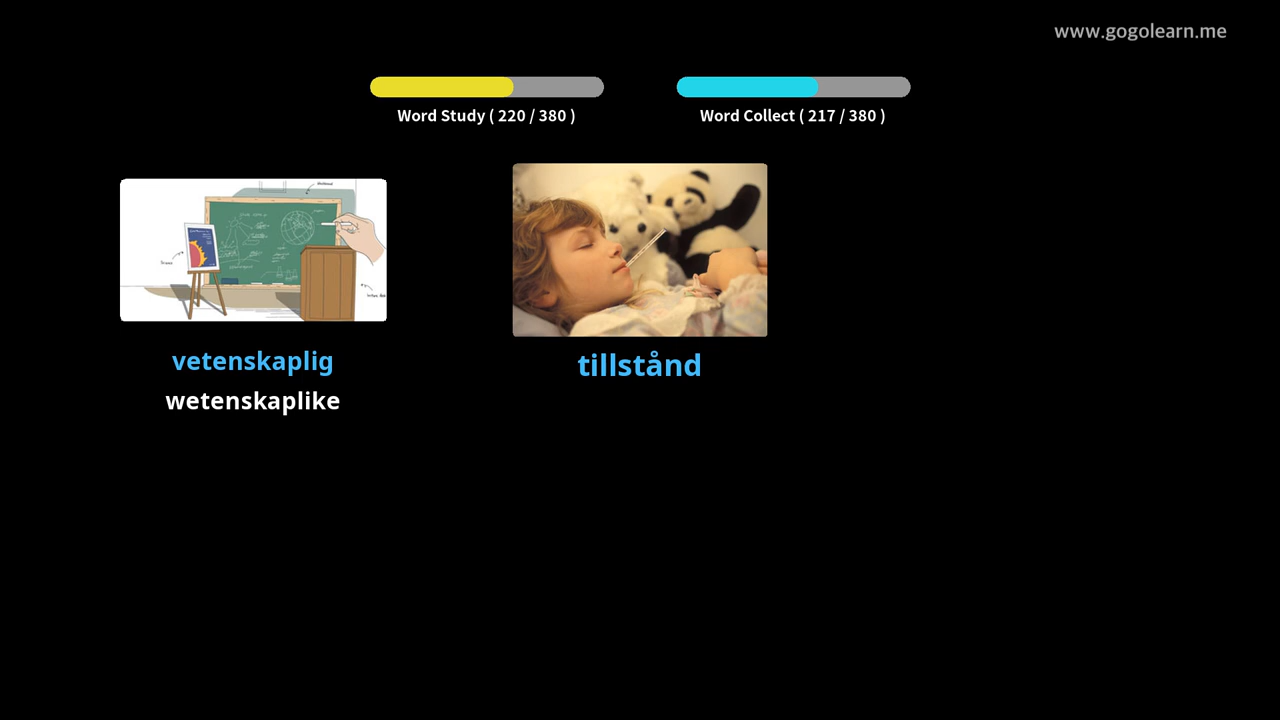 www.gogolearn.me
Word Study ( 220 / 380 )
Word Collect ( 217 / 380 )
vetenskaplig
wetenskaplike
tillstånd